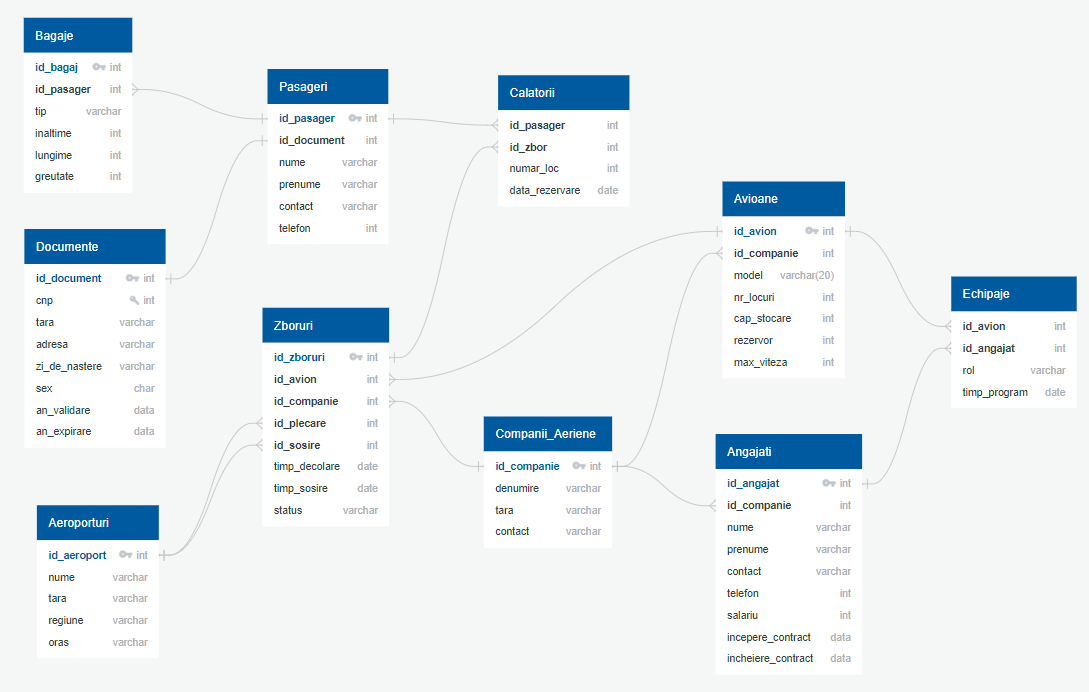 Bagaje
id_bagaj int
id_pasager int
tip varchar
inaltime int
lungime int
greutate int
Documente
id_document int
cnp int
tara varchar
adresa varchar
zi_de_nastere varchar
sex char
an_validare data
an_expirare data
Aeroporturi
id_aeroport int
nume varchar
tara varchar
regiune varchar
oras varchar
Pasageri
id_pasager int
id_document int
nume varchar
prenume varchar
contact varchar
telefon int
Zboruri
id_zboruri int
id_avion int
id_companie int
id_plecare int
id_sosire int
timp_decolare date
timp_sosire date
status varchar
Calatorii
id_pasager int
id_zbor int
numar_loc int
data_rezervare date
Companii_Aeriene
id_companie int
denumire varchar
tara varchar
contact varchar
Avioane
id_avion int
id_companie int
model varchar(20)
nr_locuri int
cap_stocare int
rezervor int
max_viteza int
Angajati
id_angajat int
id_companie int
nume varchar
prenume varchar
contact varchar
telefon int
salariu int
incepere_contract data
incheiere_contract data
Echipaje
id_avion int
id_angajat int
rol varchar
timp_program date